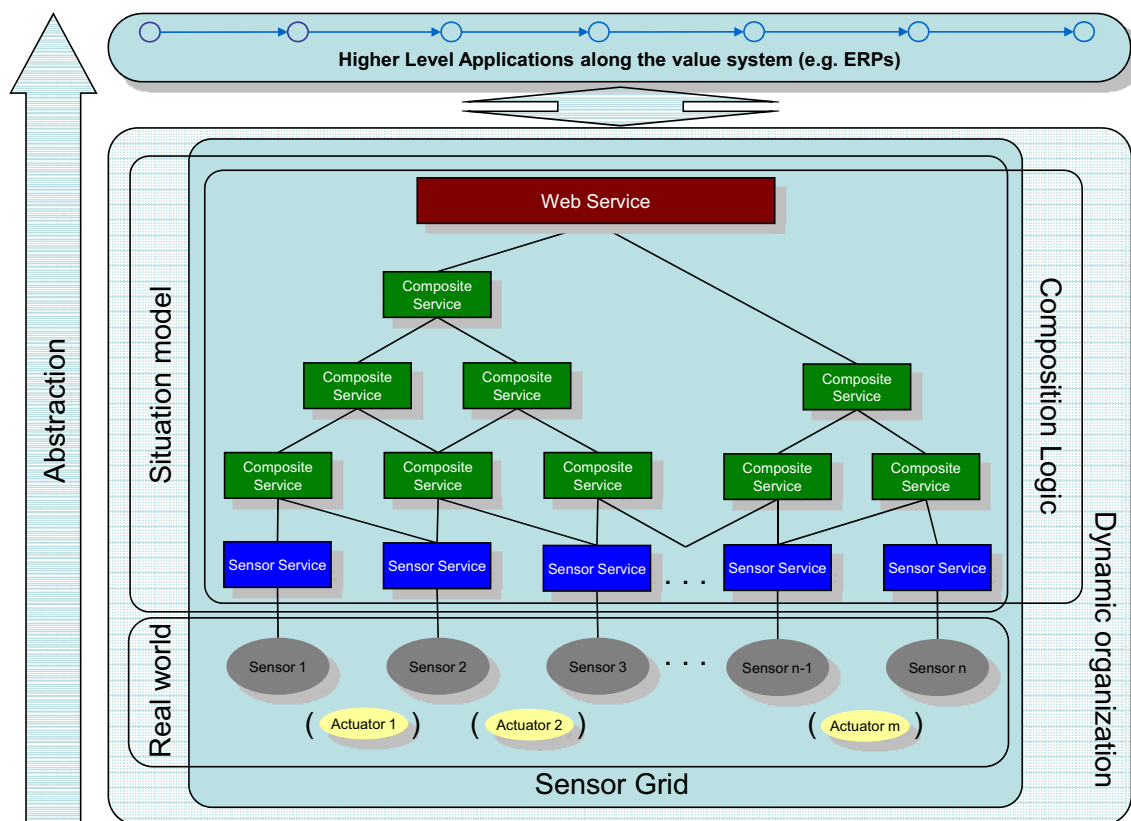 Higher Level Applications along the value system (e.g. ERPs)
Abstraction
Situation model
Composition Logic
Dynamic organization
Web Service
Composite
Service
Composite
Service
Composite
Service
Composite
Service
Composite
Service
Composite
Service
Composite
Service
Composite
Service
Composite
Service
Sensor Service
Sensor Service
Sensor Service
. . .
Sensor Service
Sensor Service
Real world
Sensor 1
Sensor 2
Sensor 3
. . .
Sensor n-1
Sensor n
( Actuator 1 )
( Actuator 2 )
( Actuator m )
Sensor Grid